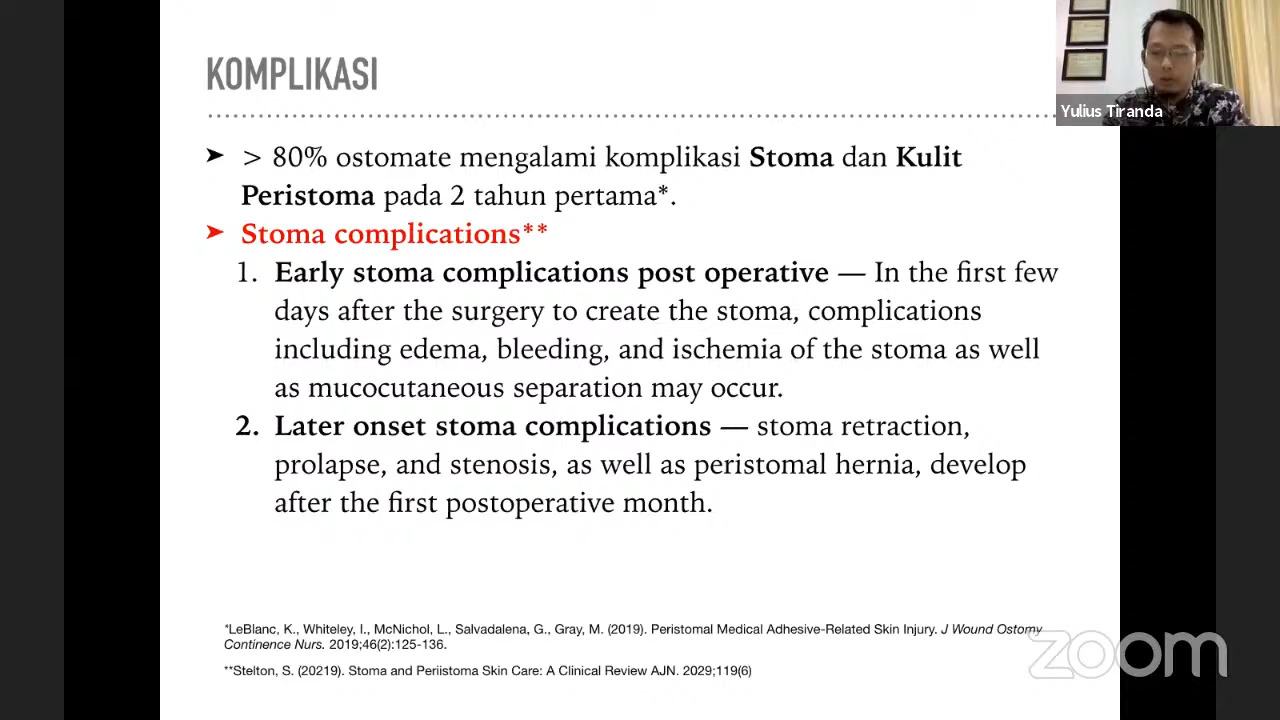 KOMPLIKASI
Yulius Tiranda
➤ > 80% ostomate mengalami komplikasi Stoma dan Kulit
Peristoma pada 2 tahun pertama*.
➤ Stoma complications**
1. Early stoma complications post operative — In the first few
days after the surgery to create the stoma, complications
including edema, bleeding, and ischemia of the stoma as well
as mucocutaneous separation may occur.
2. Later onset stoma complications — stoma retraction,
prolapse, and stenosis, as well as peristomal hernia, develop
after the first postoperative month.
*LeBlanc, K., Whiteley, I., McNichol, L., Salvadalena, G., Gray, M. (2019). Peristomal Medical Adhesive-Related Skin Injury. J Wound Ostomy
Continence Nurs. 2019;46(2):125-136.
**Stelton, S. (20219). Stoma and Periistoma Skin Care: A Clinical Review AJN. 2029;119(6)
zoom